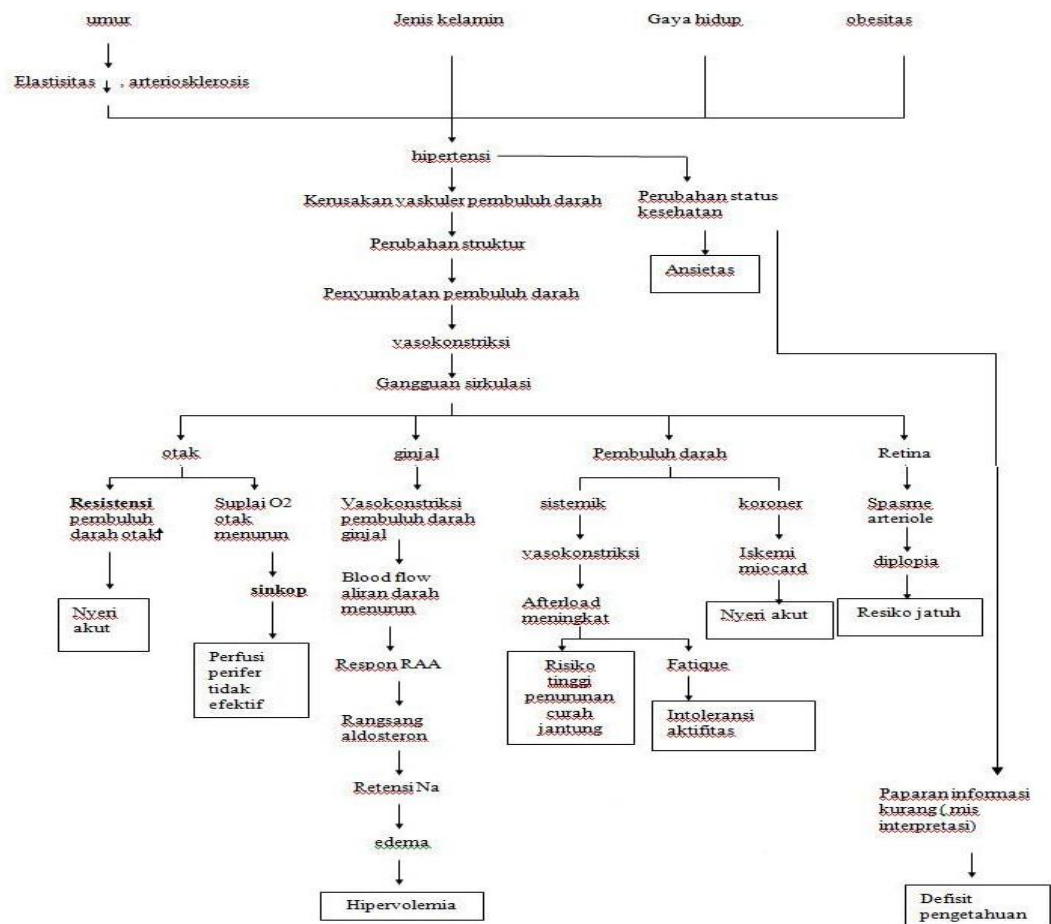 umur
Jenis kelamin
Gaya hidup
obesitas
Elastisitas ↓ , arteriosklerosis
hipertensi
Kerusakan vaskuler pembuluh darah
Perubahan status
kesehatan
Perubahan struktur
Ansietas
Penyumbatan pembuluh darah
vasokonstriksi
Gangguan sirkulasi
otak
ginjal
Pembuluh darah
Retina
Resistensi
pembuluh
darah otak↑
Suplai O2
otak
menurun
Vasokonstriksi
pembuluh darah
ginjal
sistemik
koroner
Spasme
arteriole
vasokonstriksi
Iskemi
miocard
diplopia
sinkop
Blood flow
aliran darah
menurun
Nyeri
akut
Afterload
meningkat
Nyeri akut
Resiko jatuh
Perfusi
perifer
tidak
efektif
Respon RAA
Risiko
tinggi
penurunan
curah
jantung
Fatique
Rangsang
aldosteron
Intoleransi
aktifitas
Retensi Na
Paparan informasi
kurang ( mis
interpretasi)
edema
Hipervolemia
Defisit
pengetahuan